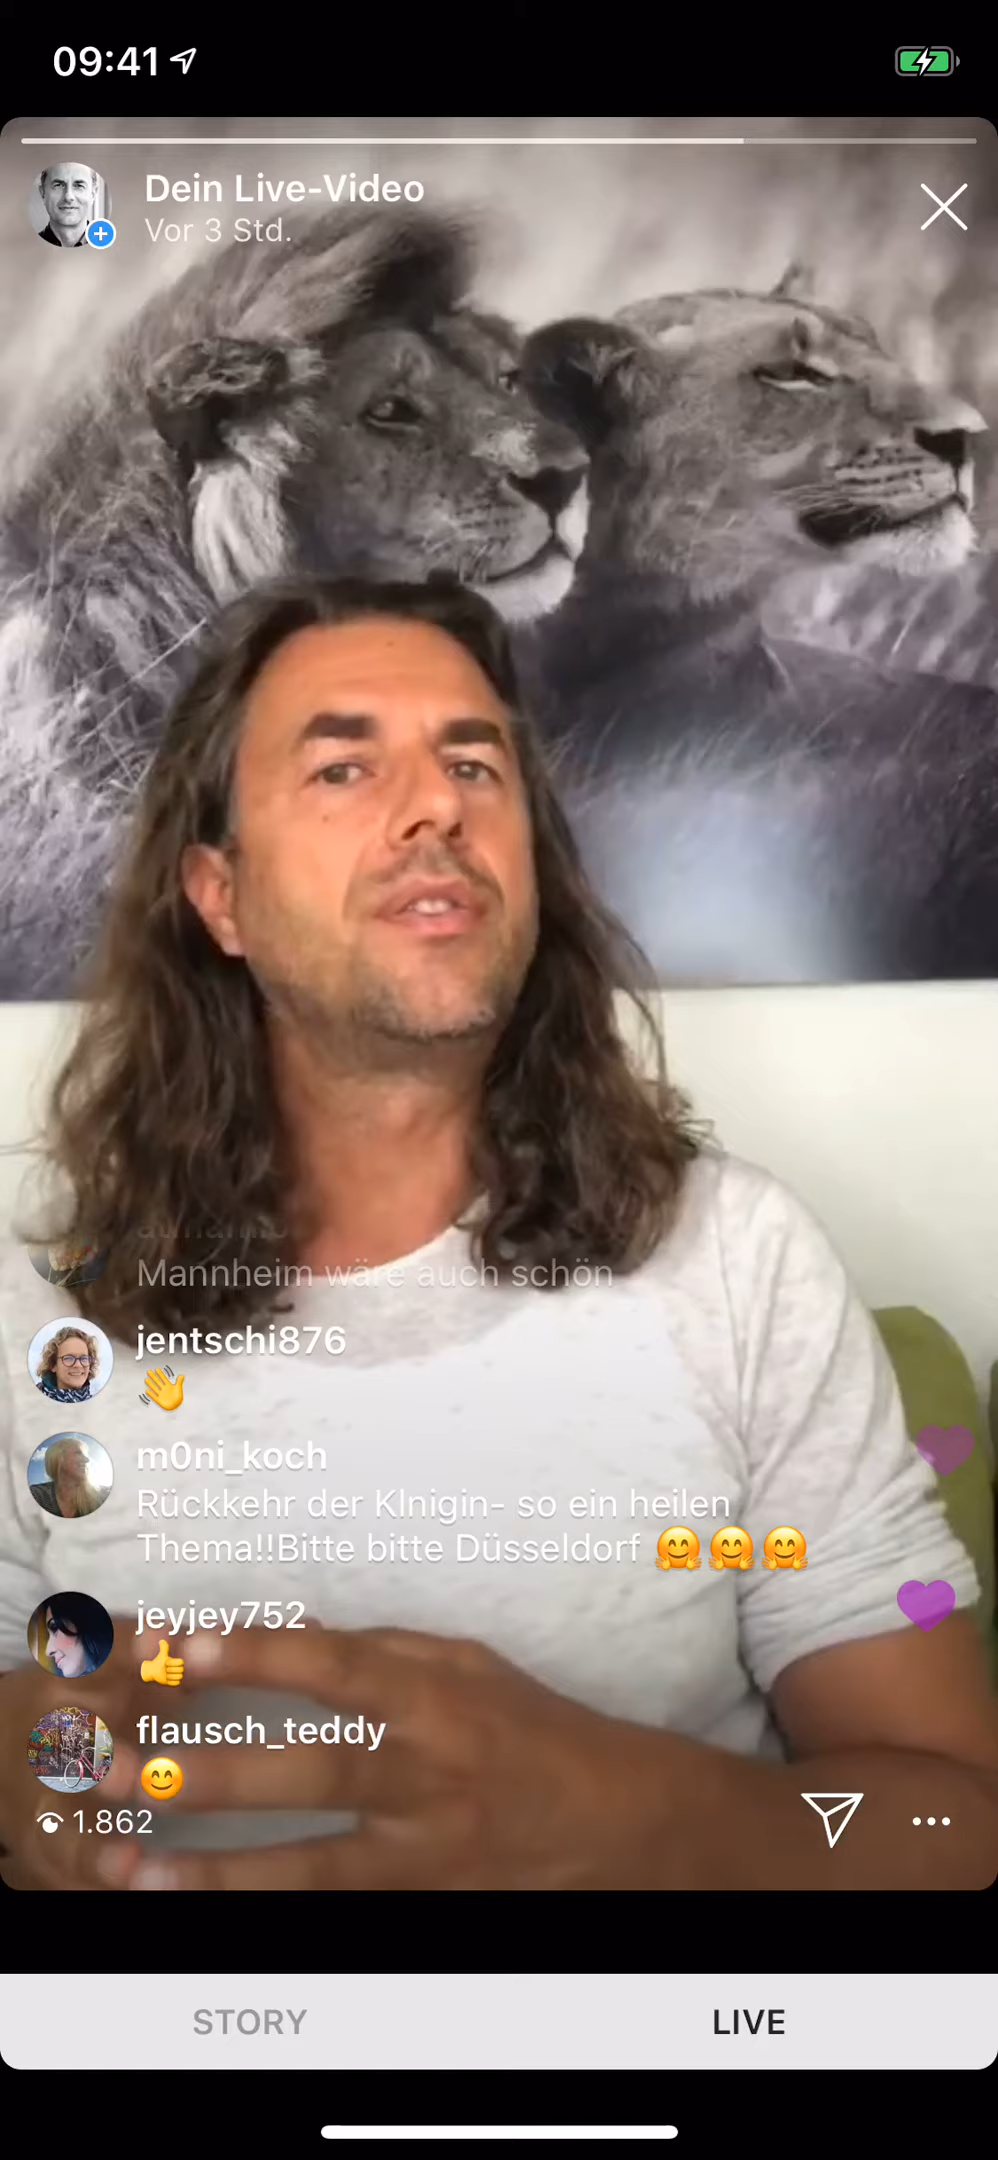 09:41
Dein Live-Video
Vor 3 Std.
Mannheim wäre auch schön
jentschi876
👋
m0ni_koch
Rückkehr der Klnigin- so ein heilen
Thema!!Bitte bitte Düsseldorf 🤗🤗🤗
jeyjey752
👍
flausch_teddy
😊
1.862
STORY
LIVE